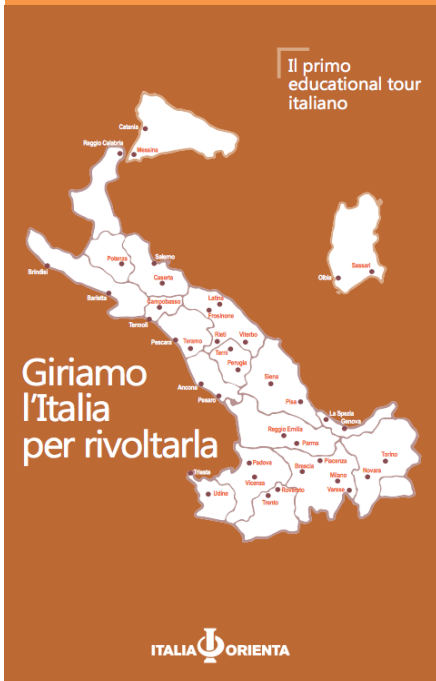 Il primo
educational tour
italiano
Catania
Reggio Calabria
Messina
Potenza
Salerno
Sassari
Brindisi
Caserta
Olbia
Barletta
Campobasso
Latina
Termoli
Frosinone
Pescara
Teramo
Rieti
Viterbo
Terni
Perugia
Siena
Giriamo
l'Italia
per rivoltarla
Ancona
Pesaro
Pisa
La Spezia
Genova
Reggio Emilia
Parma
Torino
Padova
Piacenza
Trieste
Brescia
Novara
Vicenza
Milano
Udine
Rovereto
Varese
Trento
ITALIA ORIENTA